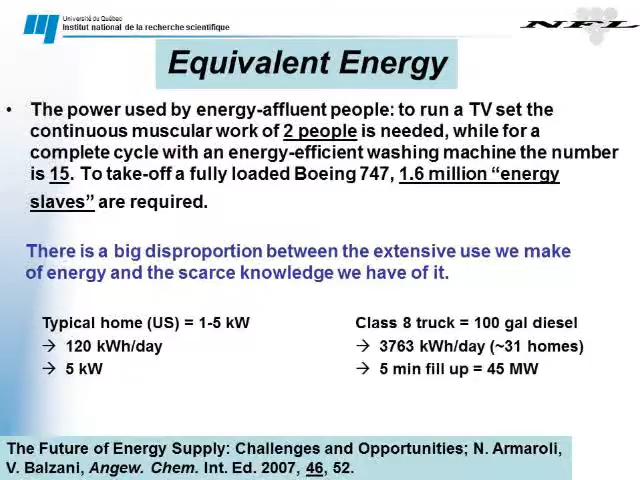 Université du Québec
Institut national de la recherche scientifique
NFL
Equivalent Energy
• The power used by energy-affluent people: to run a TV set the
continuous muscular work of 2 people is needed, while for a
complete cycle with an energy-efficient washing machine the number
is 15. To take-off a fully loaded Boeing 747, 1.6 million “energy
slaves” are required.
There is a big disproportion between the extensive use we make
of energy and the scarce knowledge we have of it.
Typical home (US) = 1-5 kW
→ 120 kWh/day
→ 5 kW
Class 8 truck = 100 gal diesel
→ 3763 kWh/day (~31 homes)
→ 5 min fill up = 45 MW
The Future of Energy Supply: Challenges and Opportunities; N. Armaroli,
V. Balzani, Angew. Chem. Int. Ed. 2007, 46, 52.